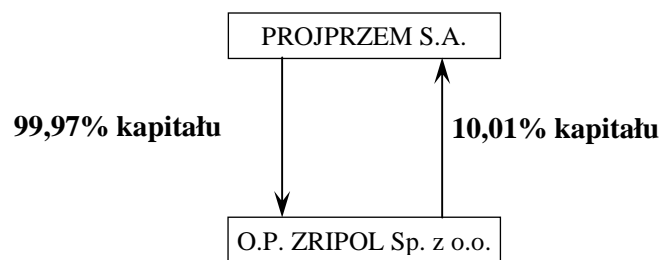 PROJPRZEM S.A.
99,97% kapitału
10,01% kapitału
O.P. ZRIPOL Sp. z o.o.